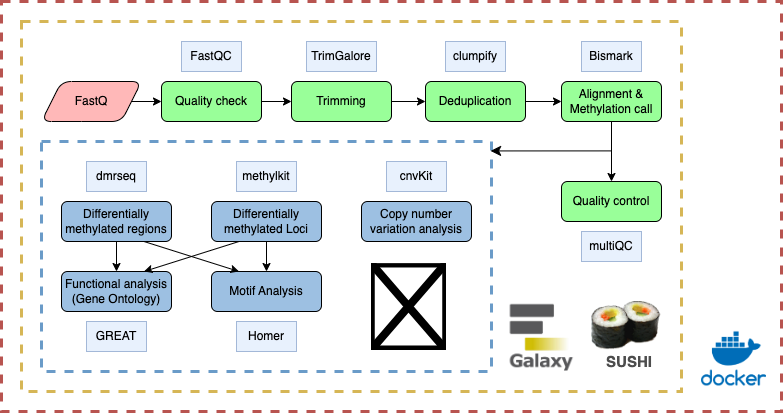 FastQC
TrimGalore
clumpify
Bismark
FastQ
Quality check
Trimming
Deduplication
Alignment &
Methylation call
dmrseq
methylkit
cnvKit
Differentially
methylated regions
Differentially
methylated Loci
Copy number
variation analysis
Quality control
multiQC
Functional analysis
(Gene Ontology)
Motif Analysis
GREAT
Homer
Galaxy
SUSHI
docker